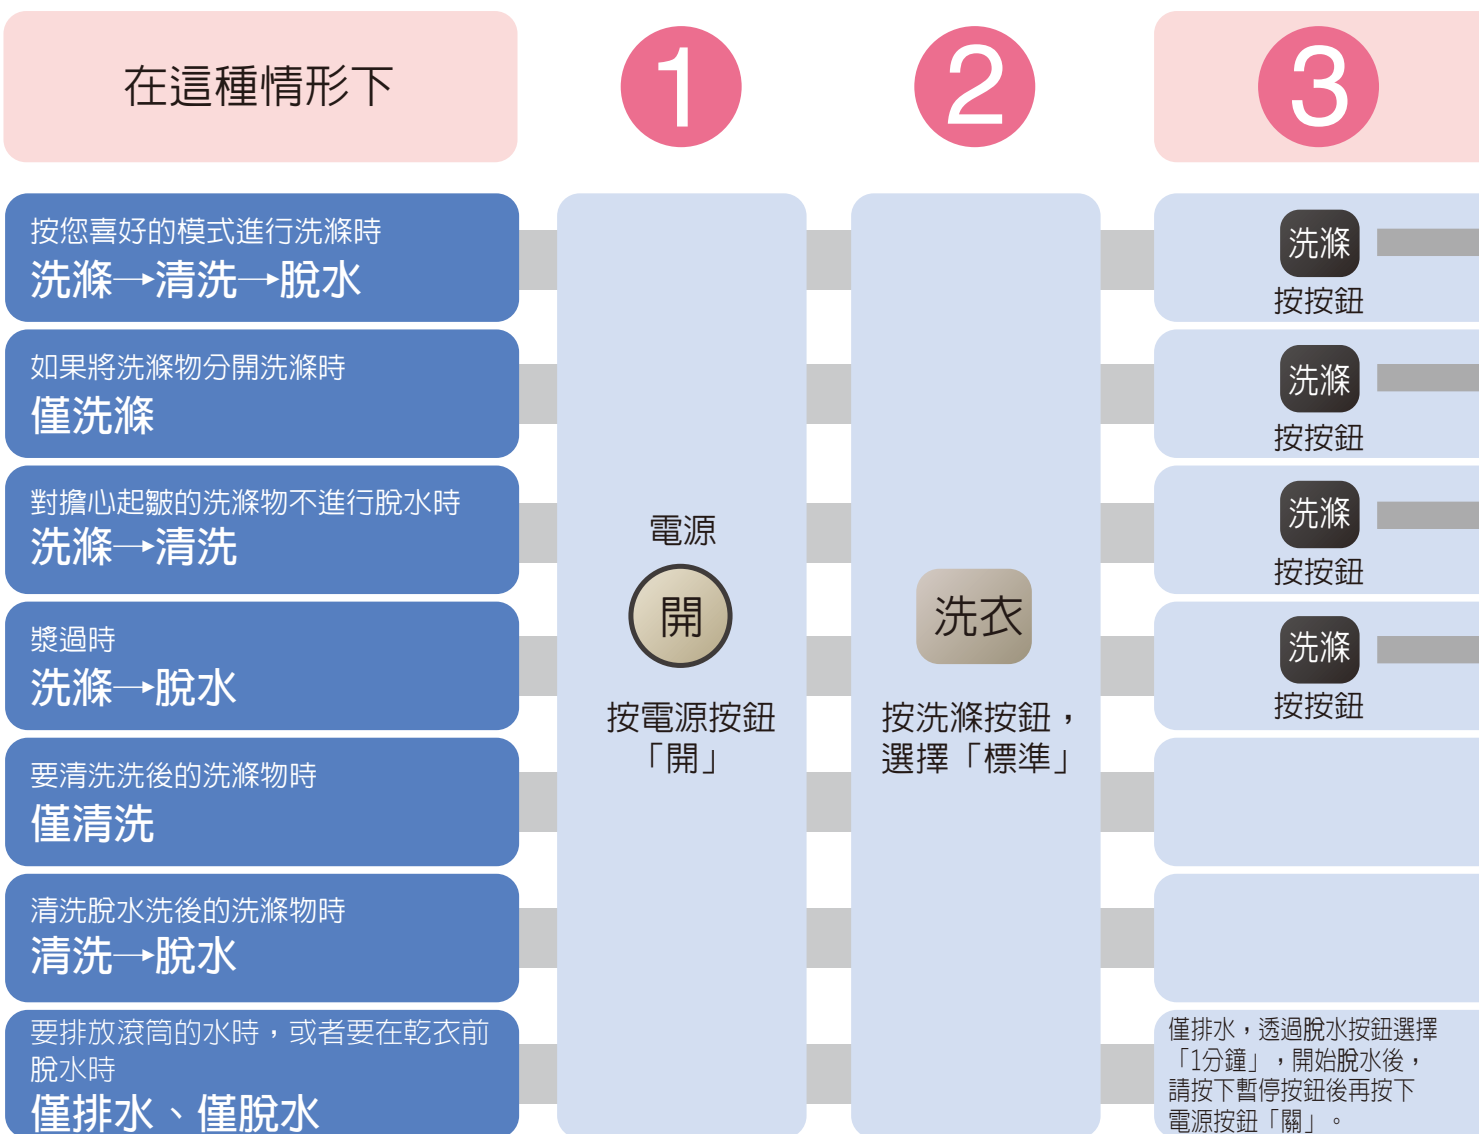 在這種情形下
1
2
3
按您喜好的模式進行洗滌時
洗滌→清洗→脫水
如果將洗滌物分開洗滌時
僅洗滌
對擔心起皺的洗滌物不進行脫水時
洗滌→清洗
漿過時
洗滌→脫水
要清洗洗後的洗滌物時
僅清洗
清洗脫水洗後的洗滌物時
清洗→脫水
要排放滾筒的水時，或者要在乾衣前
脫水時
僅排水、僅脫水
電源
開
按電源按鈕
「開」
洗衣
按洗滌按鈕，
選擇「標準」
洗滌
按按鈕
洗滌
按按鈕
洗滌
按按鈕
洗滌
按按鈕
僅排水，透過脫水按鈕選擇
「1分鐘」，開始脫水後，
請按下暫停按鈕後再按下
電源按鈕「關」。